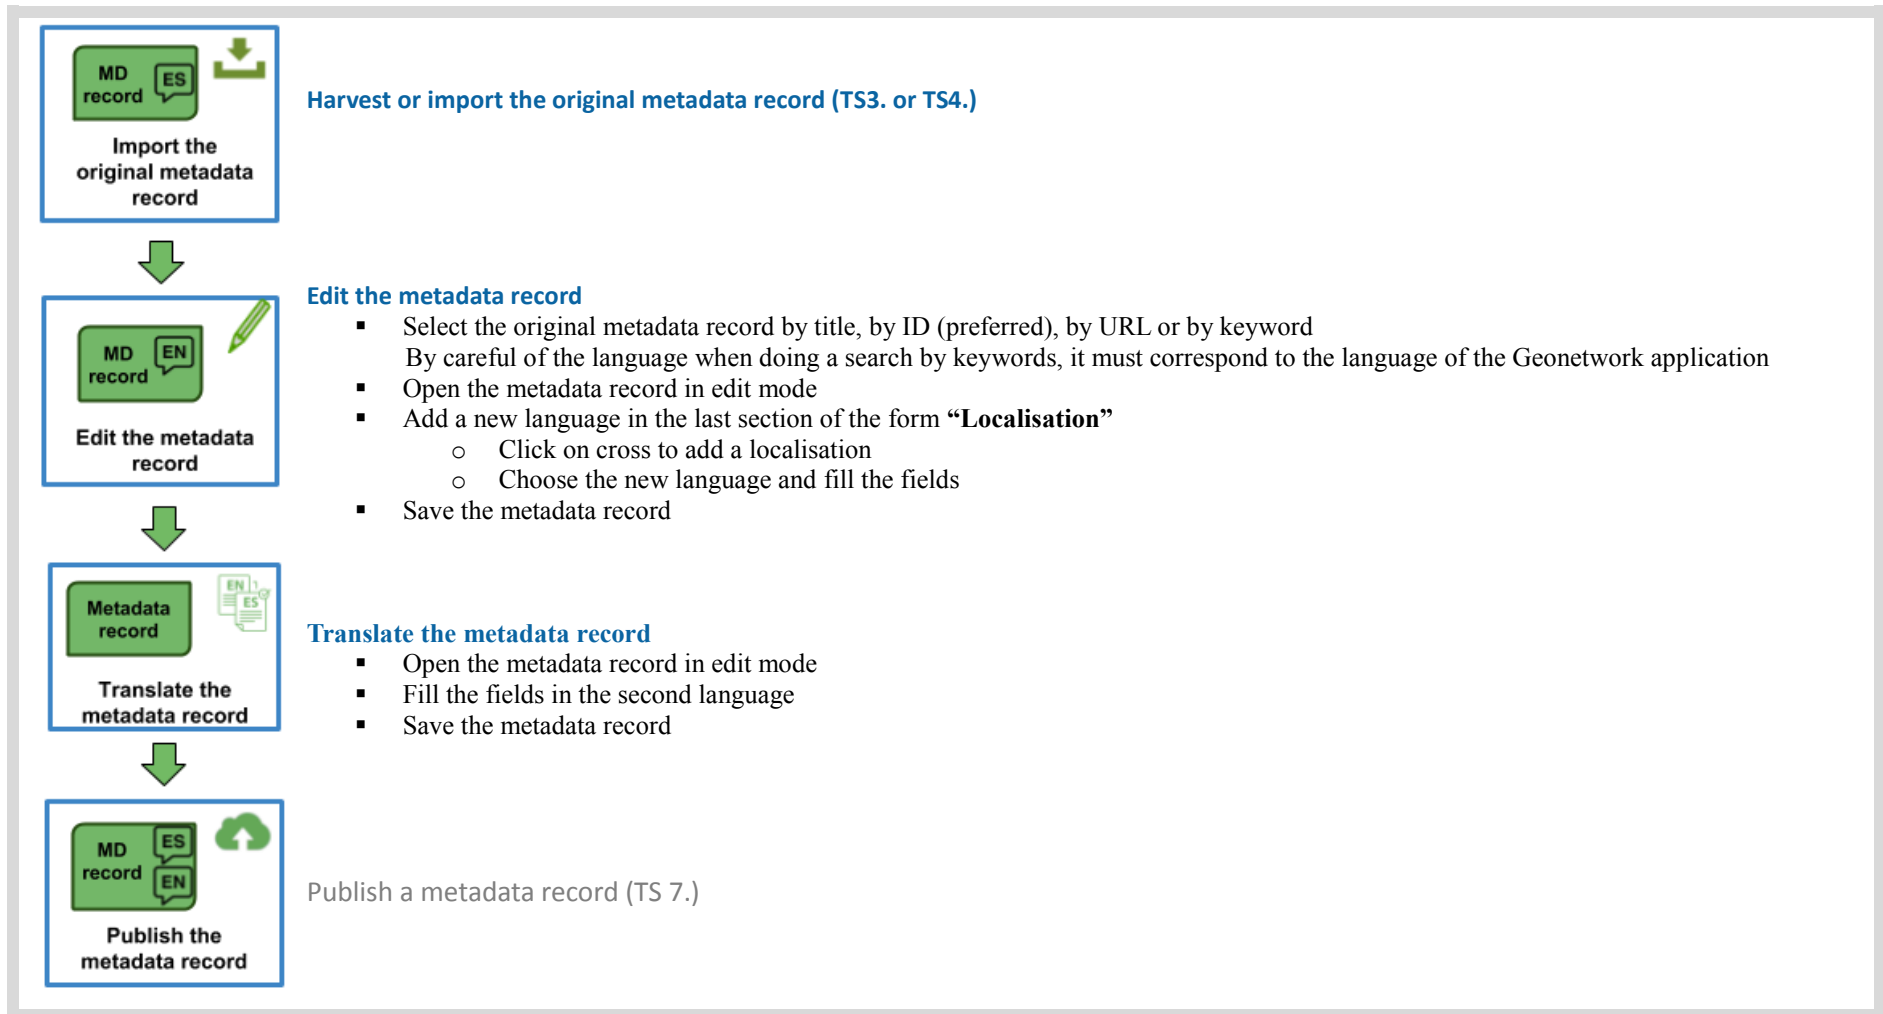 MD
record
ES
Import the
original metadata
record
Harvest or import the original metadata record (TS3. or TS4.)
MD
record
EN
Edit the metadata
record
Edit the metadata record
▪ Select the original metadata record by title, by ID (preferred), by URL or by keyword
By careful of the language when doing a search by keywords, it must correspond to the language of the Geonetwork application
▪ Open the metadata record in edit mode
▪ Add a new language in the last section of the form “Localisation”
o Click on cross to add a localisation
o Choose the new language and fill the fields
▪ Save the metadata record
Metadata
record
EN
ES
Translate the
metadata record
Translate the metadata record
▪ Open the metadata record in edit mode
▪ Fill the fields in the second language
▪ Save the metadata record
MD
record
ES
EN
Publish the
metadata record
Publish a metadata record (TS 7.)